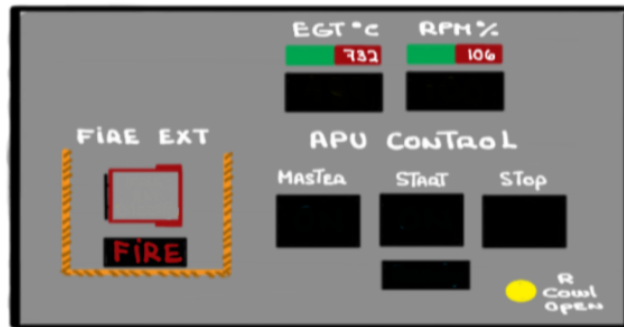 EGT °C
RPM %
732
106
FIRE EXT
APU CONTROL
MASTER
START
STOP
FIRE
R
COWL
OPEN